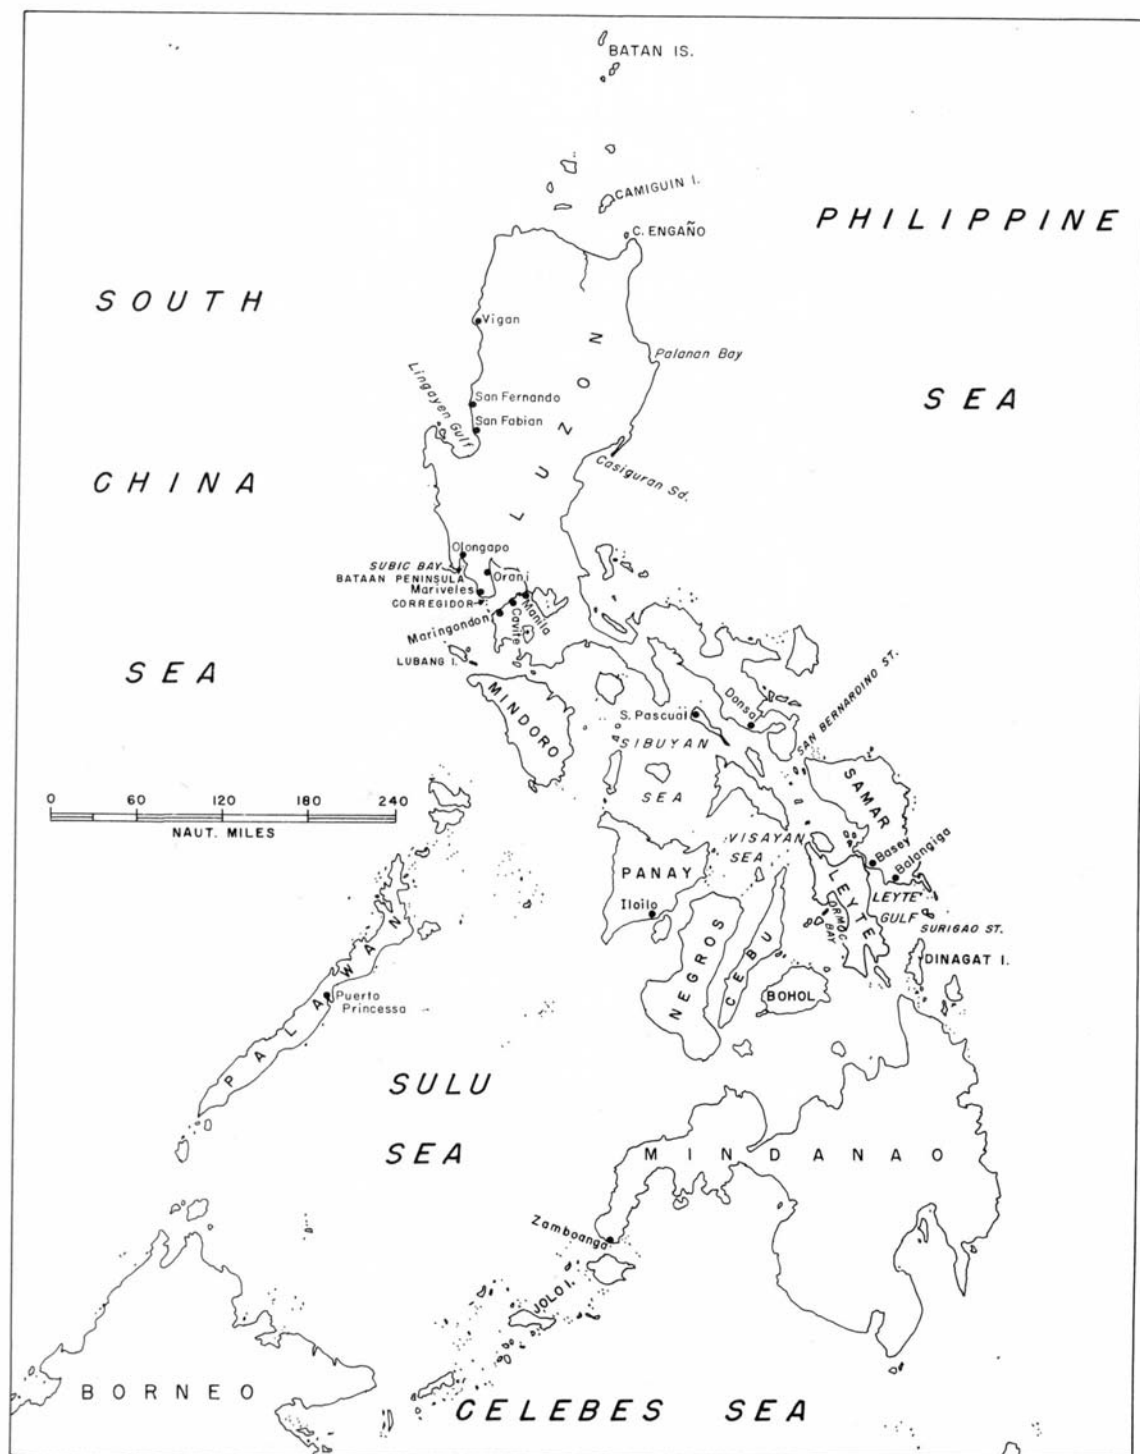 BATAN IS.
CAMIGUIN I.
C. ENGAÑO
PHILIPPINE
SEA
SOUTH
CHINA
SEA
Vigan
Palanan Bay
LUZON
Lingayen Gulf
San Fernando
San Fabian
Casiguran Sd.
Olongapo
SUBIC BAY
BATAAN PENINSULA
Orani
Mariveles
CORREGIDOR
Manila
Cavite
Maringondon
LUBANG I.
MINDORO
S. Pascual
Donsal
SAN BERNARDINO ST.
SIBUYAN
SEA
SAMAR
0 60 120 180 240
NAUT. MILES
VISAYAN
SEA
Basey
Balangiga
PANAY
Iloilo
LEYTE
ORMOC
BAY
LEYTE
GULF
SURIGAO ST.
DINAGAT I.
NEGROS
CEBU
BOHOL
PALAWAN
Puerto
Princessa
SULU
SEA
MINDANAO
Zamboanga
JOLO I.
BORNEO
CELEBES SEA